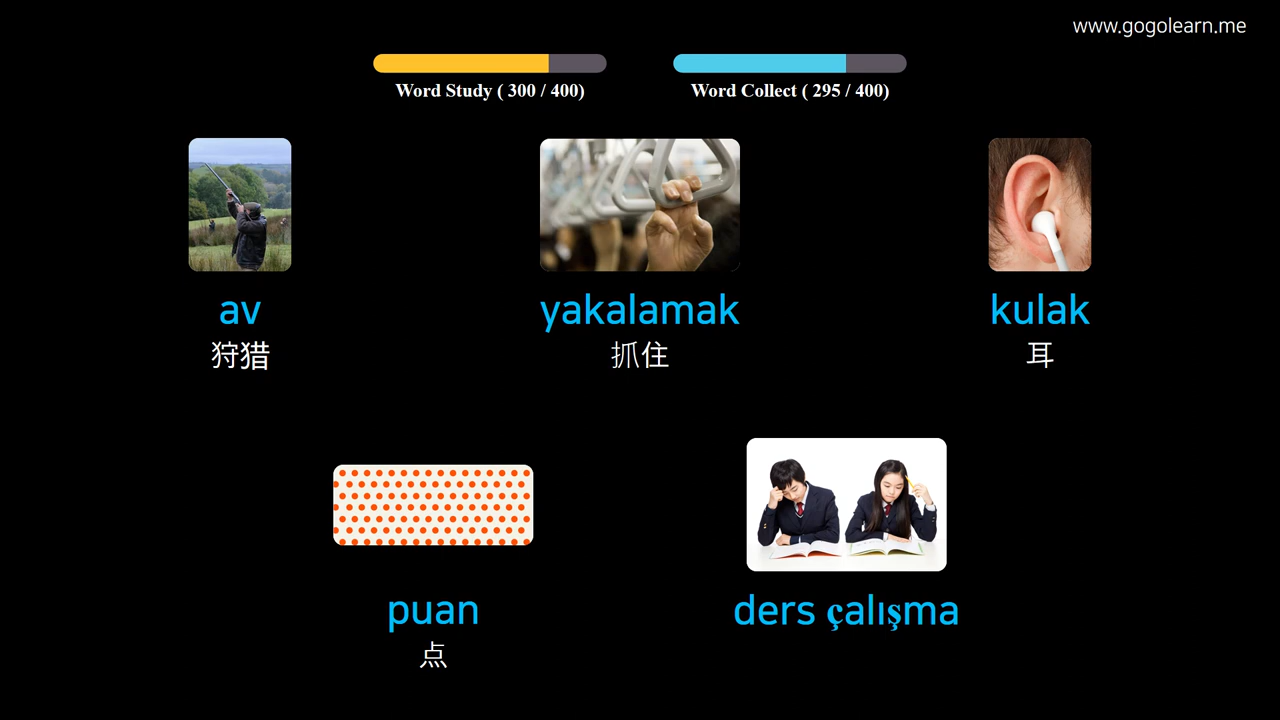 www.gogolearn.me
Word Study ( 300 / 400)
Word Collect ( 295 / 400)
av
yakalamak
kulak
狩猎
抓住
耳
puan
ders çalışma
点